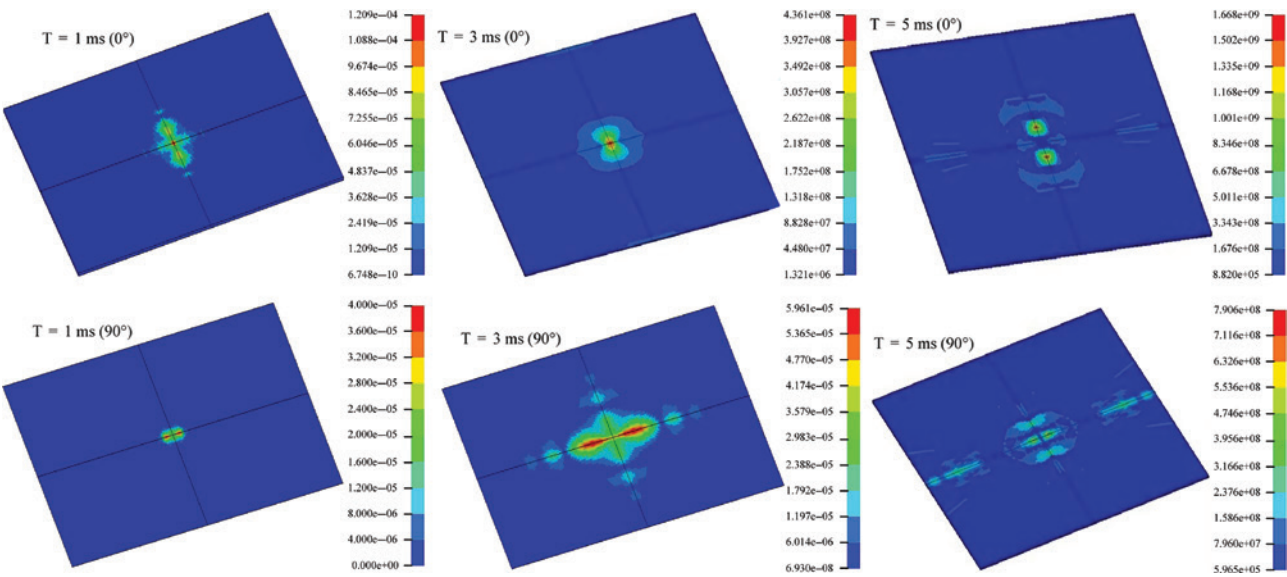 T = 1 ms (0°)
1.209e−04
1.088e−04
9.674e−05
8.465e−05
7.255e−05
6.046e−05
4.837e−05
3.628e−05
2.419e−05
1.209e−05
6.748e−10
T = 3 ms (0°)
4.361e+08
3.927e+08
3.492e+08
3.057e+08
2.622e+08
2.187e+08
1.752e+08
1.318e+08
8.828e+07
4.480e+07
1.321e+06
T = 5 ms (0°)
1.668e+09
1.502e+09
1.335e+09
1.168e+09
1.001e+09
8.346e+08
6.678e+08
5.011e+08
3.343e+08
1.676e+08
8.820e+05
T = 1 ms (90°)
4.000e−05
3.600e−05
3.200e−05
2.800e−05
2.400e−05
2.000e−05
1.600e−05
1.200e−05
8.000e−06
4.000e−06
0.000e+00
T = 3 ms (90°)
5.961e−05
5.365e−05
4.770e−05
4.174e−05
3.579e−05
2.983e−05
2.388e−05
1.792e−05
1.197e−05
6.014e−06
6.930e−08
T = 5 ms (90°)
7.906e+08
7.116e+08
6.326e+08
5.536e+08
4.746e+08
3.956e+08
3.166e+08
2.376e+08
1.586e+08
7.960e+07
5.965e+05